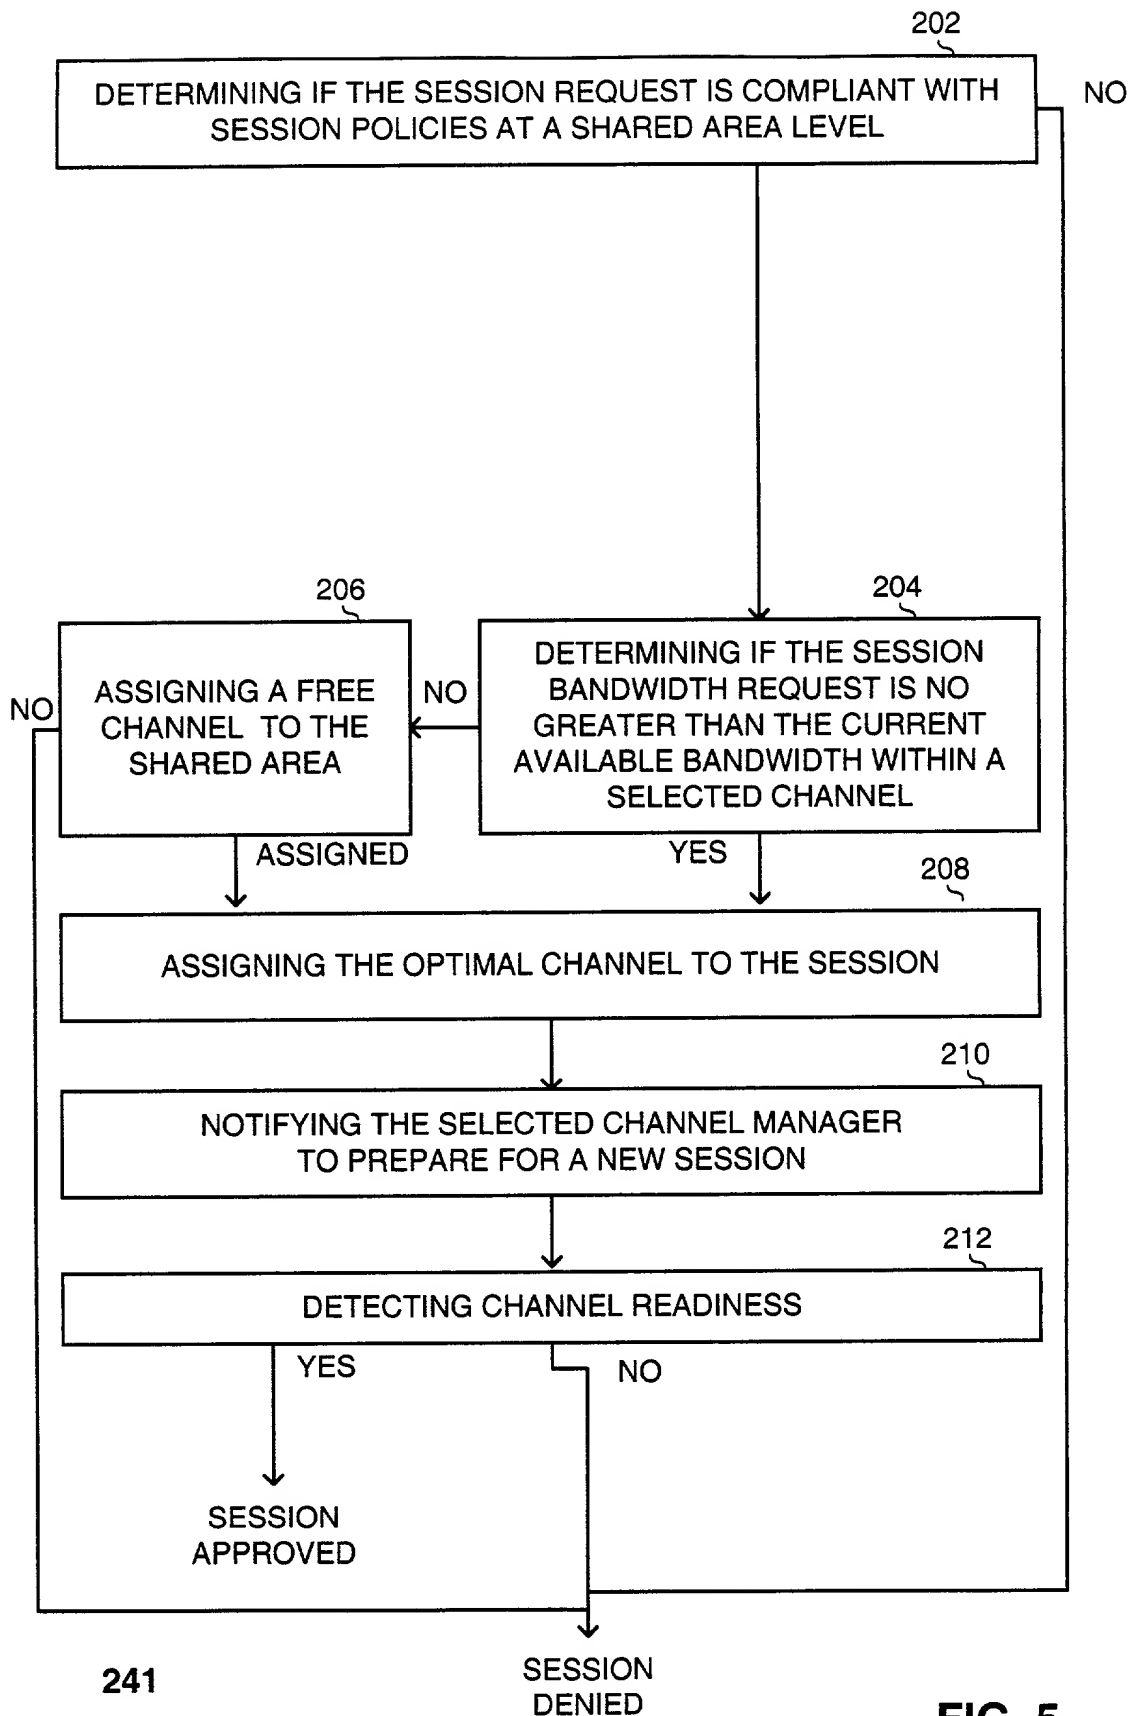 202
DETERMINING IF THE SESSION REQUEST IS COMPLIANT WITH
SESSION POLICIES AT A SHARED AREA LEVEL
NO
206
204
NO
ASSIGNING A FREE
CHANNEL TO THE
SHARED AREA
NO
DETERMINING IF THE SESSION
BANDWIDTH REQUEST IS NO
GREATER THAN THE CURRENT
AVAILABLE BANDWIDTH WITHIN A
SELECTED CHANNEL
ASSIGNED
YES
208
ASSIGNING THE OPTIMAL CHANNEL TO THE SESSION
210
NOTIFYING THE SELECTED CHANNEL MANAGER
TO PREPARE FOR A NEW SESSION
212
DETECTING CHANNEL READINESS
YES
NO
SESSION
APPROVED
241
SESSION
DENIED
FIG. 5